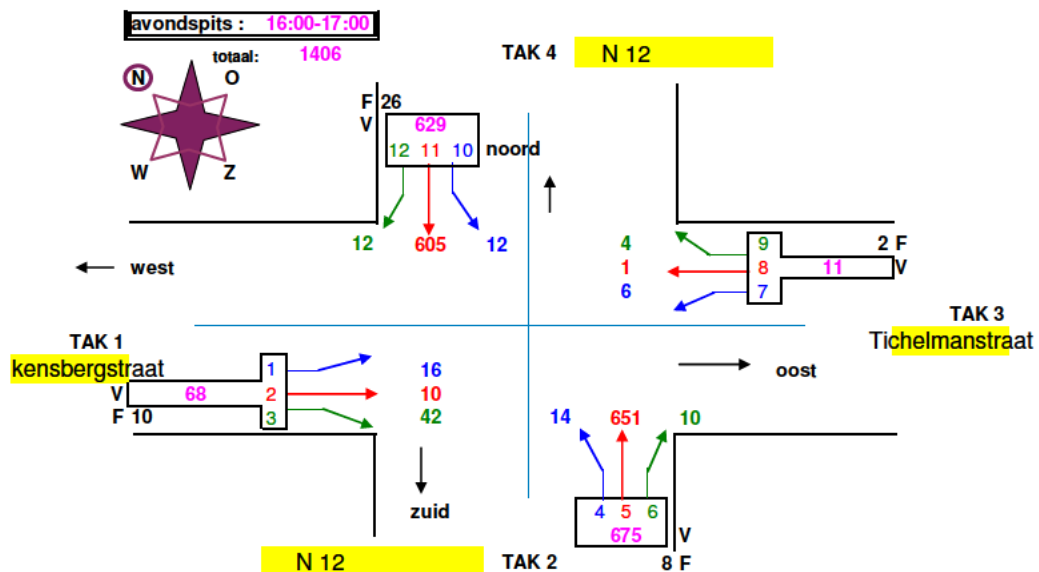 avondspits : 16:00-17:00
totaal: 1406
TAK 4 N 12
N O
W Z
F 26
V 629
12 11 10 noord
12 605 12
4 9 2 F
1 8 11 V
6 7
west
TAK 1
kensbergstraat
TAK 3
Tichelmanstraat
1 16
V 68 2 10
F 10 3 42
oost
14 651 10
zuid
4 5 6
675 V
N 12 TAK 2 8 F